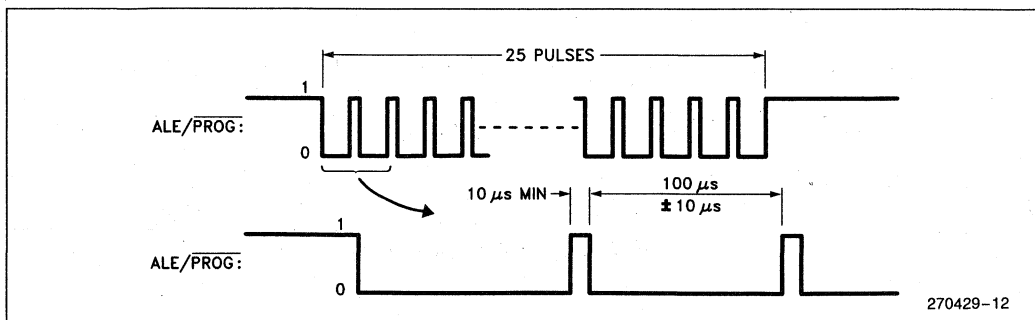 25 PULSES
1
ALE/PROG:
0
10 μs MIN
100 μs
± 10 μs
1
ALE/PROG:
0
270429-12